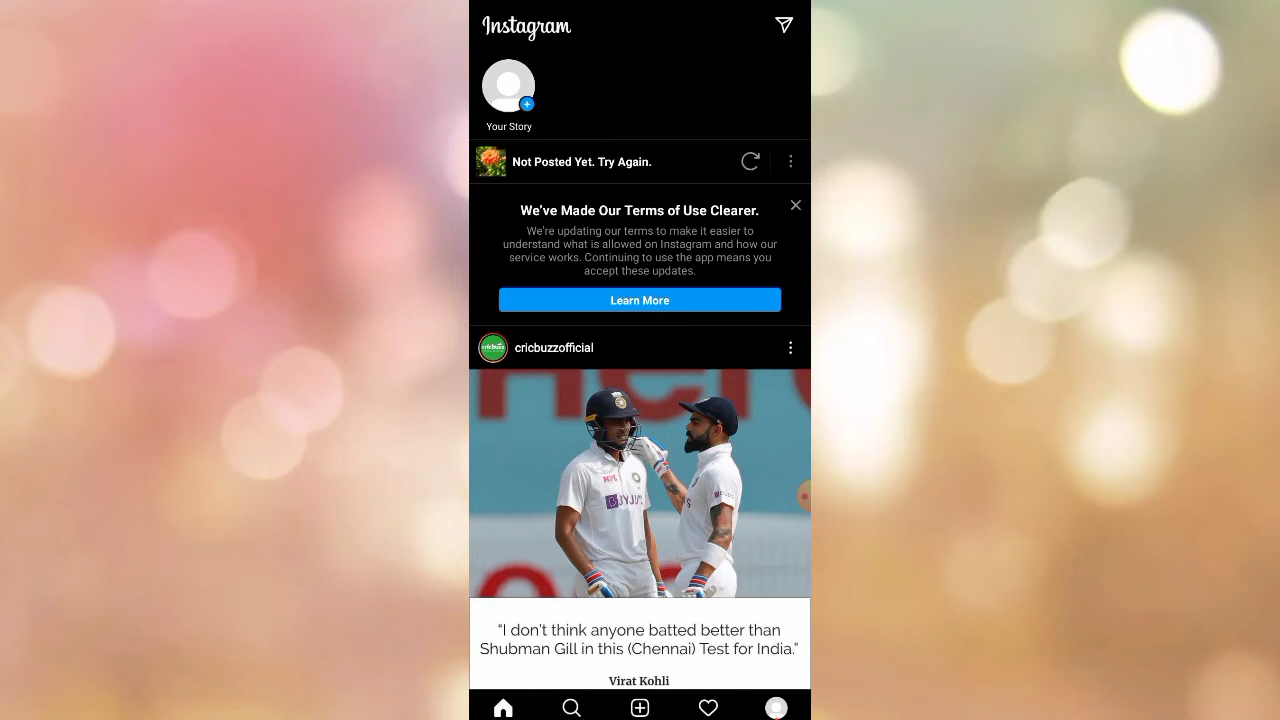 Instagram
Your Story
Not Posted Yet. Try Again.
We've Made Our Terms of Use Clearer.
We're updating our terms to make it easier to
understand what is allowed on Instagram and how our
service works. Continuing to use the app means you
accept these updates.
Learn More
cricbuzz
cricbuzzofficial
MPL
BYJU'S
"I don't think anyone batted better than
Shubman Gill in this (Chennai) Test for India."
Virat Kohli